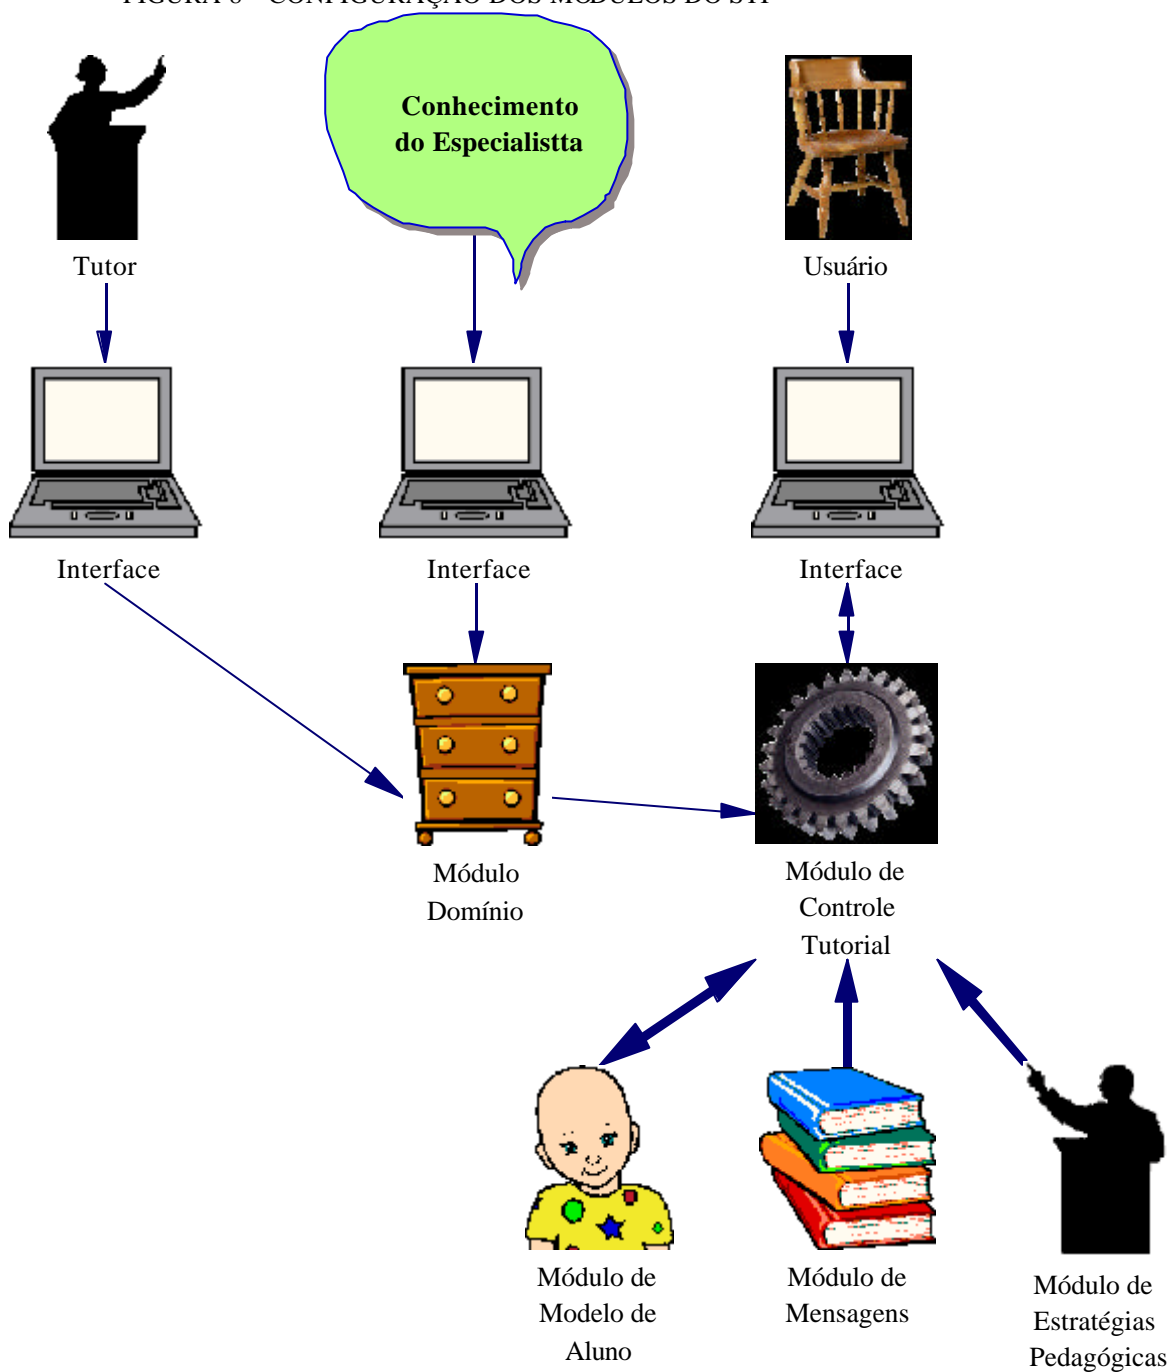 Conhecimento
do Especialistta
Tutor
Usuário
Interface
Interface
Interface
Módulo
Domínio
Módulo de
Controle
Tutorial
Módulo de
Modelo de
Aluno
Módulo de
Mensagens
Módulo de
Estratégias
Pedagógicas